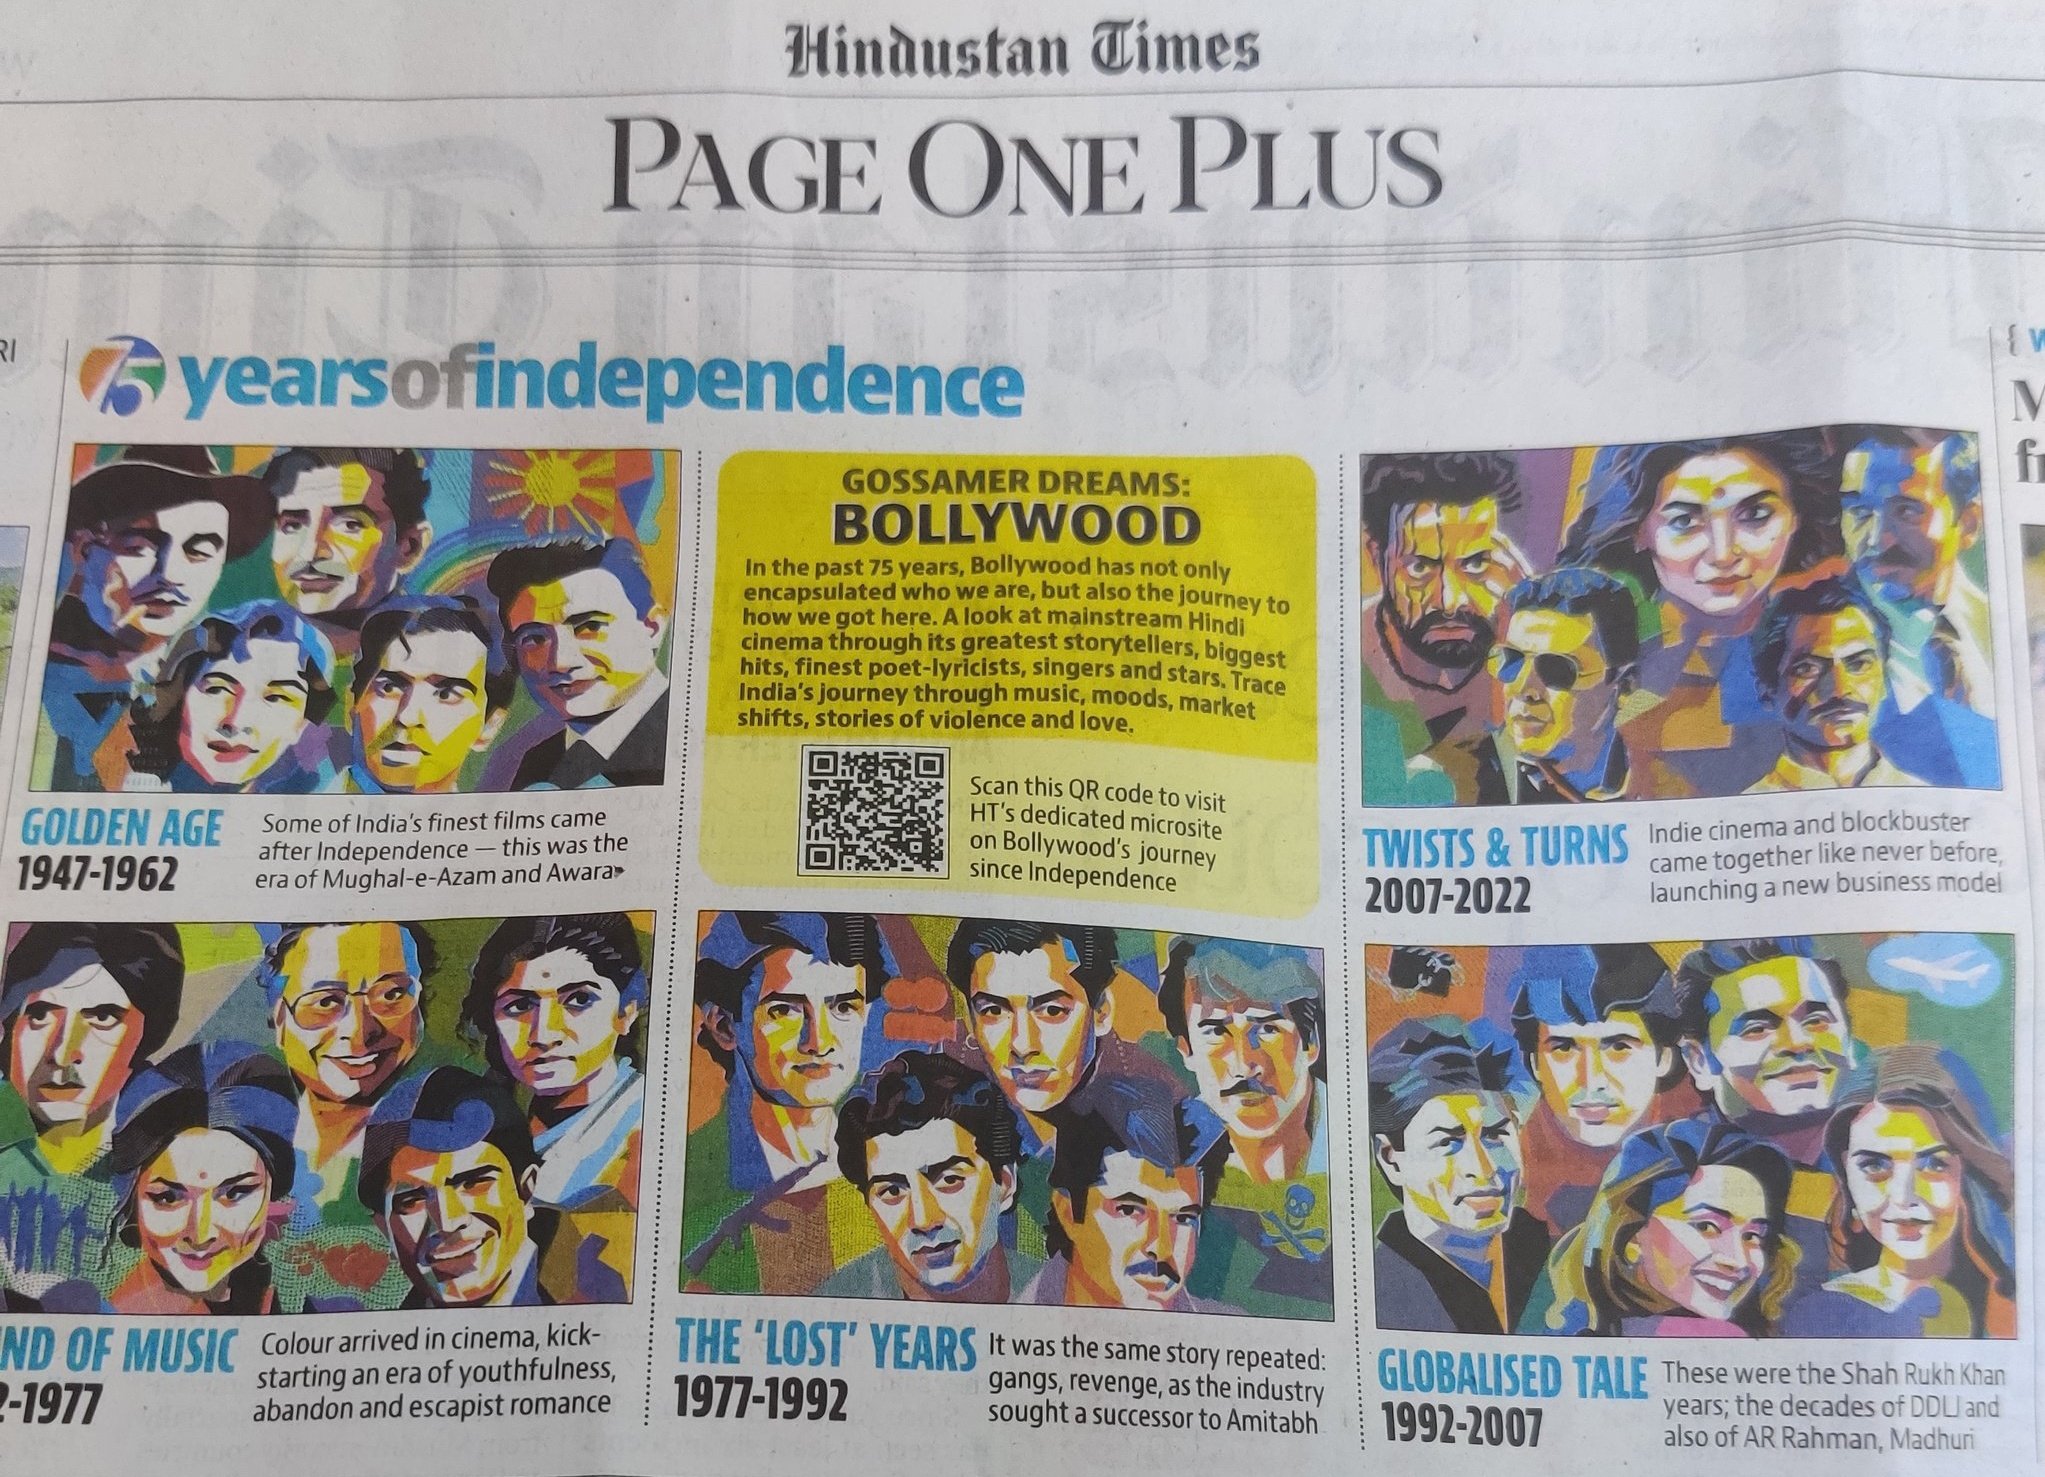 Hindustan Times
PAGE ONE PLUS
RI
75 yearsofindependence
{ W
M
fr
GOSSAMER DREAMS:
BOLLYWOOD
In the past 75 years, Bollywood has not only
encapsulated who we are, but also the journey to
how we got here. A look at mainstream Hindi
cinema through its greatest storytellers, biggest
hits, finest poet-lyricists, singers and stars. Trace
India's journey through music, moods, market
shifts, stories of violence and love.
Scan this QR code to visit
HT's dedicated microsite
on Bollywood's journey
since Independence
GOLDEN AGE
1947-1962
Some of India's finest films came
after Independence — this was the
era of Mughal-e-Azam and Awara
TWISTS & TURNS
2007-2022
Indie cinema and blockbuster
came together like never before,
launching a new business model
ND OF MUSIC
2-1977
Colour arrived in cinema, kick-
starting an era of youthfulness,
abandon and escapist romance
THE 'LOST' YEARS
1977-1992
It was the same story repeated:
gangs, revenge, as the industry
sought a successor to Amitabh
GLOBALISED TALE
1992-2007
These were the Shah Rukh Khan
years; the decades of DDLJ and
also of AR Rahman, Madhuri